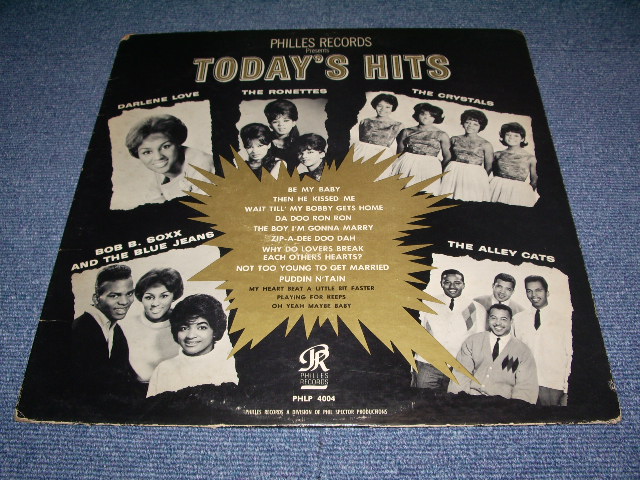 PHILLES RECORDS
Presents
TODAY'S HITS
DARLENE LOVE
THE RONETTES
THE CRYSTALS
BE MY BABY
THEN HE KISSED ME
WAIT TILL' MY BOBBY GETS HOME
DA DOO RON RON
THE BOY I'M GONNA MARRY
ZIP-A-DEE DOO DAH
WHY DO LOVERS BREAK
EACH OTHERS HEARTS?
NOT TOO YOUNG TO GET MARRIED
PUDDIN N'TAIN
MY HEART BEAT A LITTLE BIT FASTER
PLAYING FOR KEEPS
OH YEAH MAYBE BABY
BOB B. SOXX
AND THE BLUE JEANS
THE ALLEY CATS
PR
PHILLES
RECORDS
PHLP 4004
PHILLES RECORDS A DIVISION OF PHIL SPECTOR PRODUCTIONS